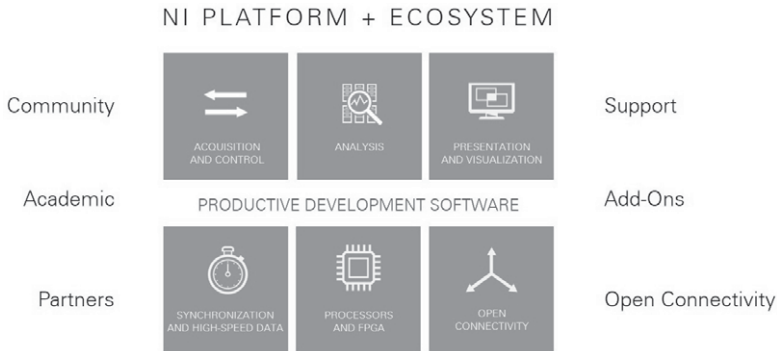 NI PLATFORM + ECOSYSTEM
Community
ACQUISITION
AND CONTROL
ANALYSIS
PRESENTATION
AND VISUALIZATION
Support
Academic
PRODUCTIVE DEVELOPMENT SOFTWARE
Add-Ons
Partners
SYNCHRONIZATION
AND HIGH-SPEED DATA
PROCESSORS
AND FPGA
OPEN
CONNECTIVITY
Open Connectivity